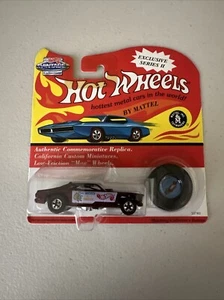 VINTAGE
Hot Wheels
EXCLUSIVE
SERIES II
hottest metal cars in the world!
BY MATTEL
Authentic Commemorative Replica.
California Custom Miniatures.
Low-Friction "Mag" Wheels.